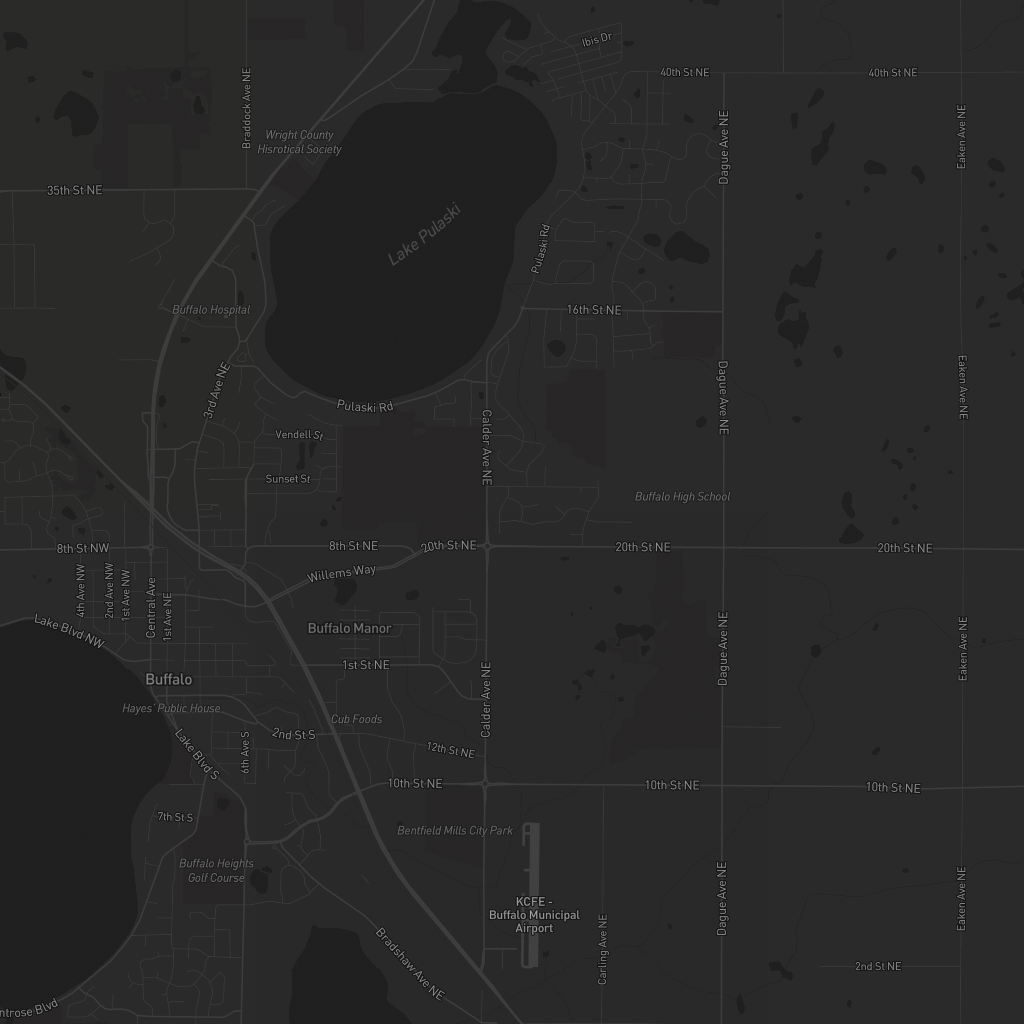 Ibis Dr
40th St NE
40th St NE
Braddock Ave NE
Dague Ave NE
Eaken Ave NE
Wright County
Hisrotical Society
35th St NE
Lake Pulaski
Pulaski Rd
Buffalo Hospital
16th St NE
3rd Ave NE
Dague Ave NE
Eaken Ave NE
Pulaski Rd
Calder Ave NE
Vendell St
Sunset St
Buffalo High School
8th St NW
8th St NE
20th St NE
20th St NE
20th St NE
Willems Way
4th Ave NW
2nd Ave NW
1st Ave NW
Central Ave
1st Ave NE
Lake Blvd NW
Buffalo Manor
Dague Ave NE
Eaken Ave NE
1st St NE
Calder Ave NE
Buffalo
Hayes' Public House
Cub Foods
2nd St S
Lake Blvd S
6th Ave S
12th St NE
10th St NE
10th St NE
10th St NE
7th St S
Bentfield Mills City Park
Buffalo Heights
Golf Course
KCFE -
Buffalo Municipal
Airport
Dague Ave NE
Eaken Ave NE
Carling Ave NE
Bradshaw Ave NE
2nd St NE
ntrose Blvd